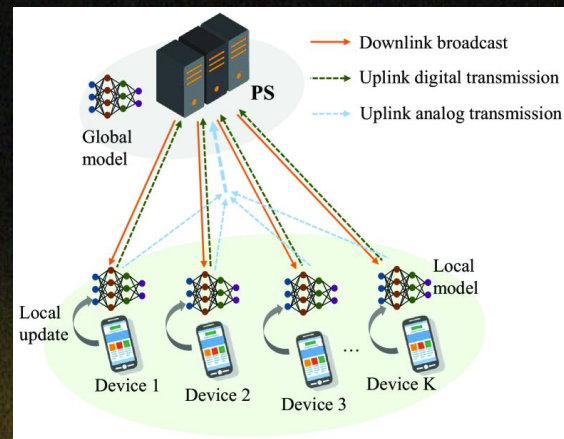 Downlink broadcast
Uplink digital transmission
Uplink analog transmission
PS
Global
model
Local
model
Local
update
Device 1
Device 2
Device 3
...
Device K